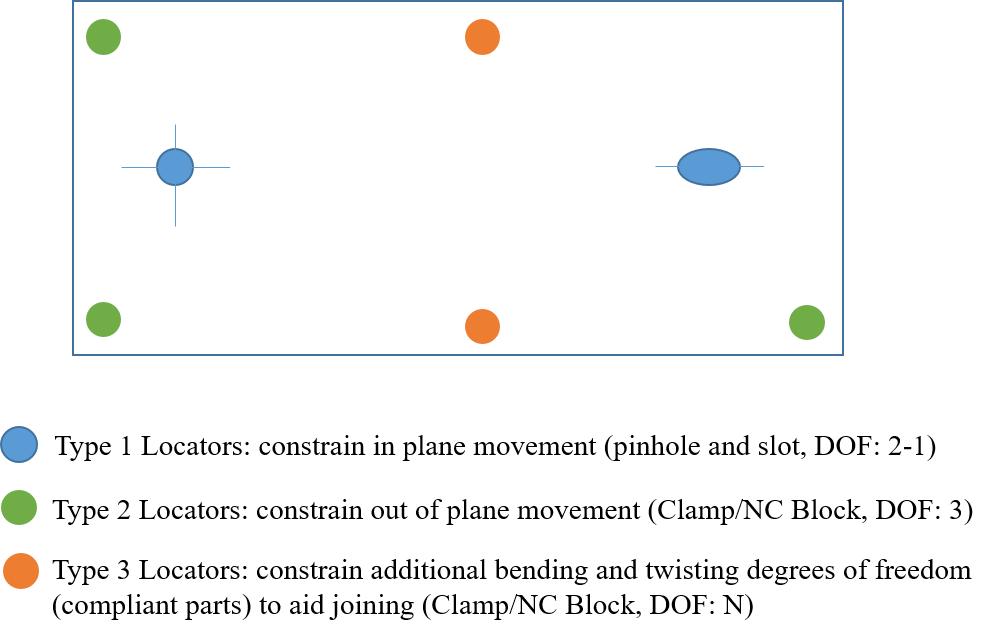 Type 1 Locators: constrain in plane movement (pinhole and slot, DOF: 2-1)
Type 2 Locators: constrain out of plane movement (Clamp/NC Block, DOF: 3)
Type 3 Locators: constrain additional bending and twisting degrees of freedom
(compliant parts) to aid joining (Clamp/NC Block, DOF: N)